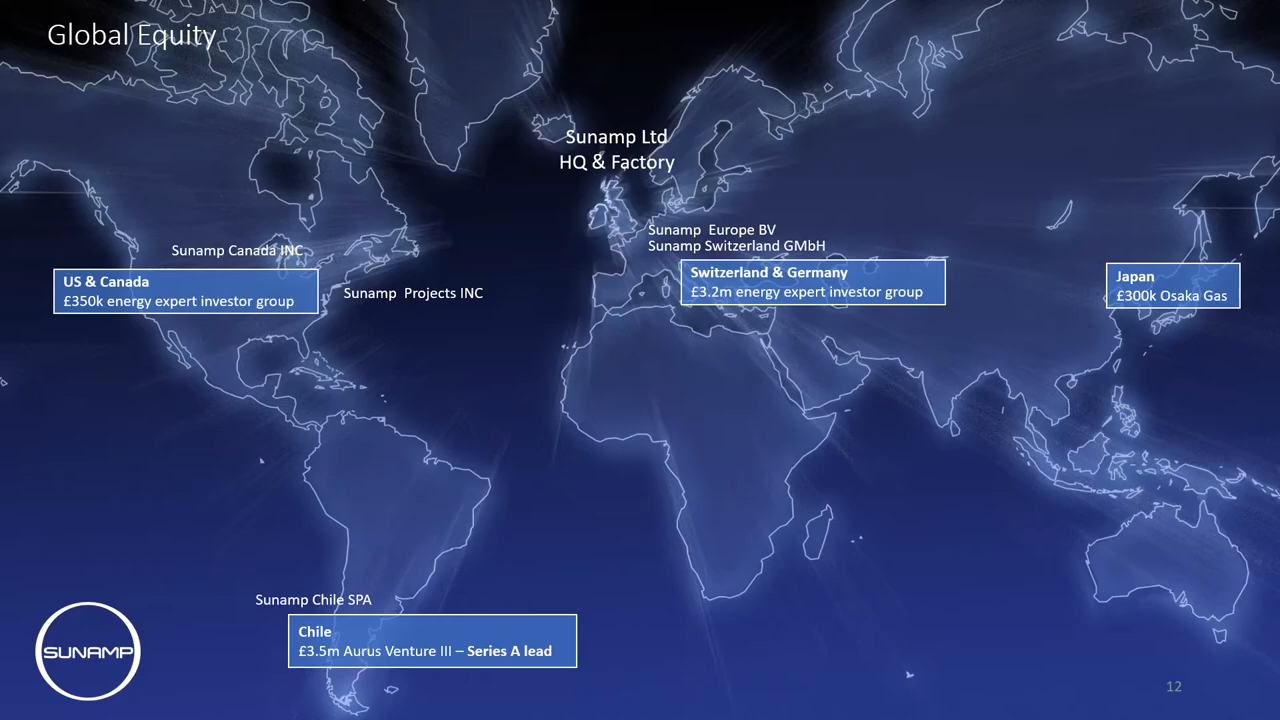 Global Equity
Sunamp Ltd
HQ & Factory
Sunamp Europe BV
Sunamp Switzerland GMbH
Switzerland & Germany
£3.2m energy expert investor group
Sunamp Canada INC
US & Canada
£350k energy expert investor group
Sunamp Projects INC
Japan
£300k Osaka Gas
Sunamp Chile SPA
Chile
£3.5m Aurus Venture III – Series A lead
SUNAMP
12